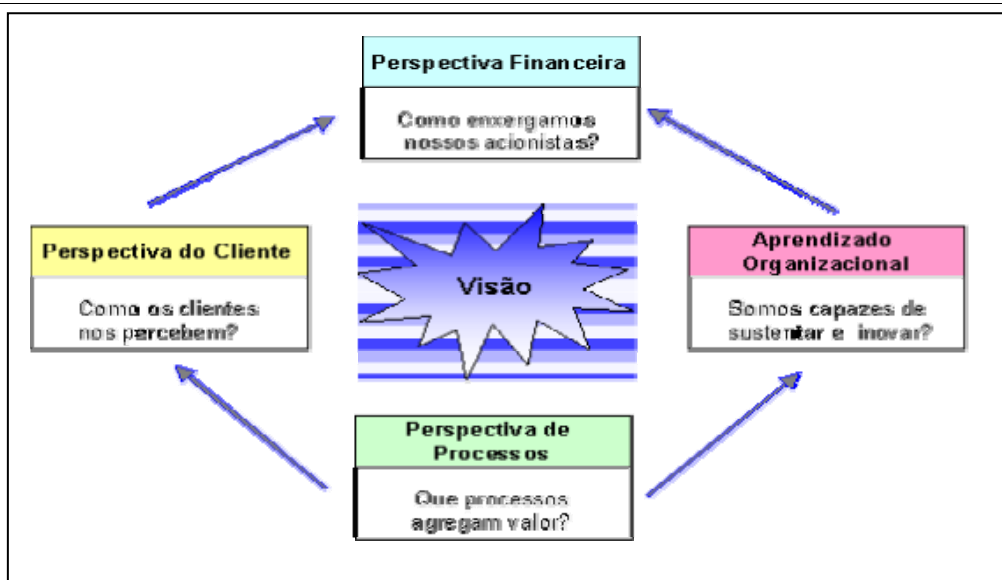 Perspectiva Financeira
Como enxergamos
nossos acionistas?
Perspectiva do Cliente
Como os clientes
nos percebem?
Visão
Aprendizado
Organizacional
Somos capazes de
sustentar e inovar?
Perspectiva de
Processos
Que processos
agregam valor?